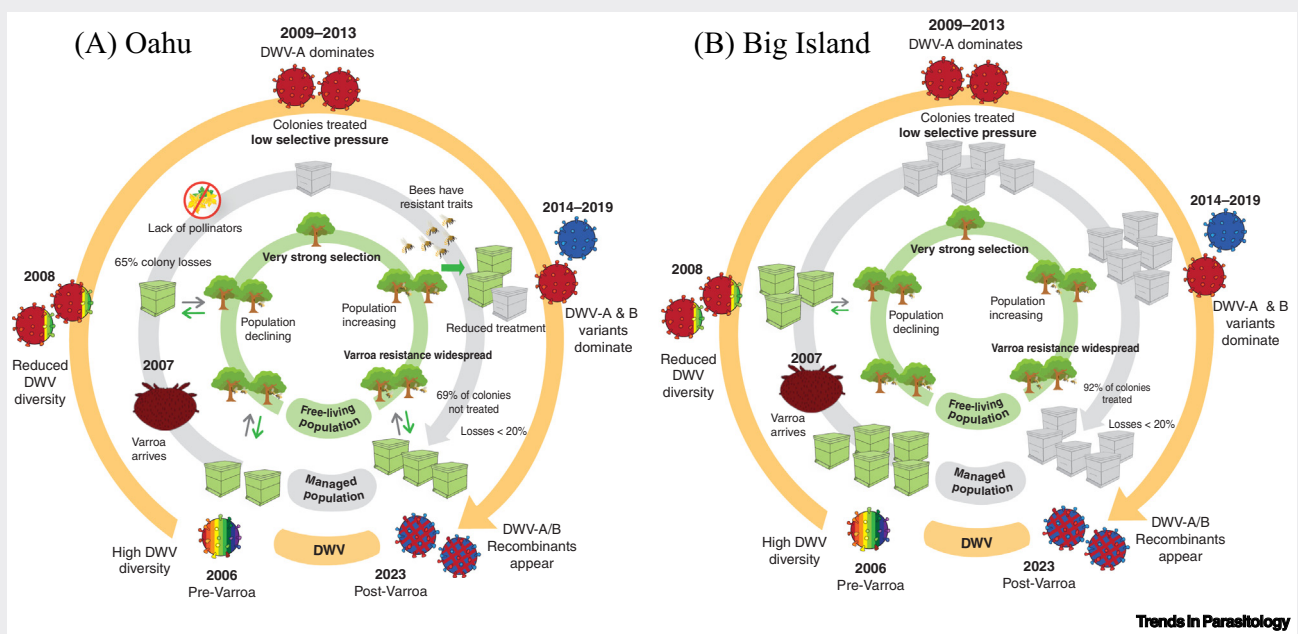 (A) Oahu
2009–2013
DWV-A dominates
Colonies treated
low selective pressure
Bees have
resistant traits
2014–2019
Lack of pollinators
65% colony losses
Very strong selection
2008
Population
declining
Population
increasing
Reduced treatment
DWV-A & B
variants
dominate
Reduced
DWV
diversity
2007
Varroa resistance widespread
69% of colonies
not treated
Free-living
population
Losses < 20%
Varroa
arrives
Managed
population
High DWV
diversity
DWV
DWV-A/B
Recombinants
appear
2006
Pre-Varroa
2023
Post-Varroa
(B) Big Island
2009–2013
DWV-A dominates
Colonies treated
low selective pressure
2014–2019
Very strong selection
2008
Population
declining
Population
increasing
DWV-A & B
variants
dominate
Reduced
DWV
diversity
2007
Varroa resistance widespread
92% of colonies
treated
Free-living
population
Losses < 20%
Varroa
arrives
Managed
population
High DWV
diversity
DWV
DWV-A/B
Recombinants
appear
2006
Pre-Varroa
2023
Post-Varroa
Trends in Parasitology